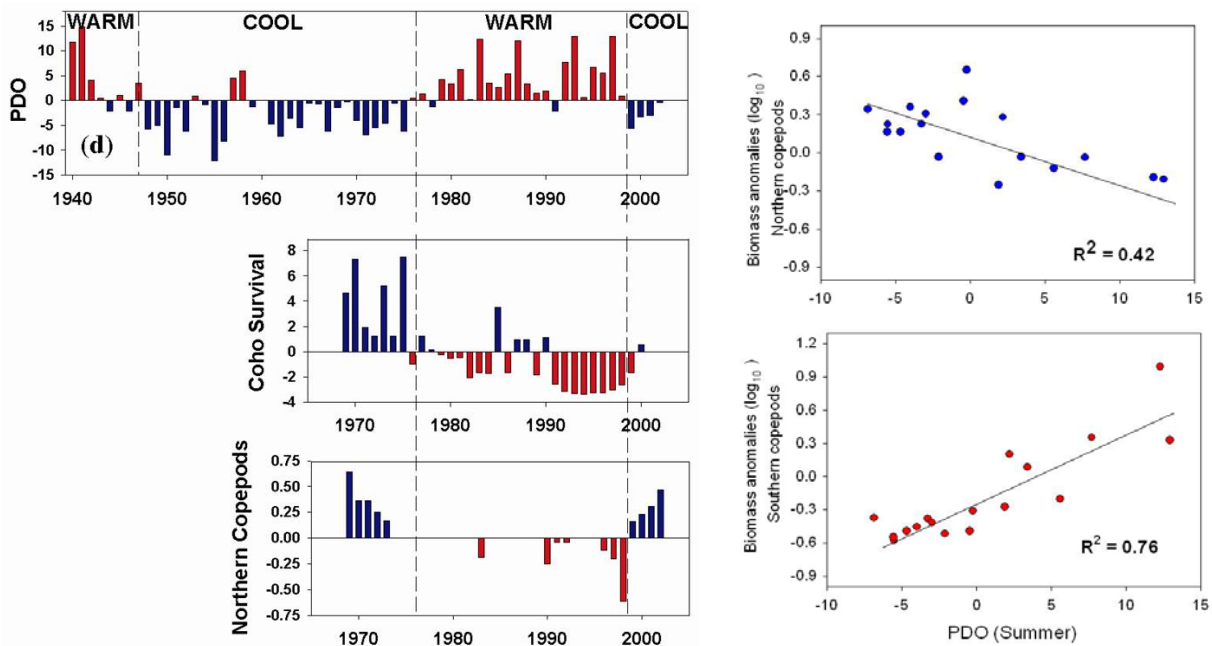 WARM COOL WARM COOL
15
10
5
0
-5
-10
-15
PDO
(d)
1940 1950 1960 1970 1980 1990 2000
8
6
4
2
0
-2
-4
Coho Survival
1970 1980 1990 2000
0.75
0.50
0.25
0.00
-0.25
-0.50
-0.75
Northern Copepods
1970 1980 1990 2000
0.9
0.6
0.3
0.0
-0.3
-0.6
-0.9
Biomass anomalies (log10)
Northern copepods
R2 = 0.42
-10 -5 0 5 10 15
1.2
0.9
0.6
0.3
0.0
-0.3
-0.6
-0.9
Biomass anomalies (log10)
Southern copepods
R2 = 0.76
-10 -5 0 5 10 15
PDO (Summer)